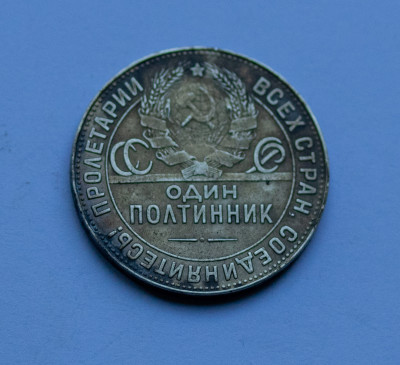 ПРОЛЕТАРИИ ВСЕХ СТРАН, СОЕДИНЯЙТЕСЬ!
СССР
ОДИН
ПОЛТИННИК